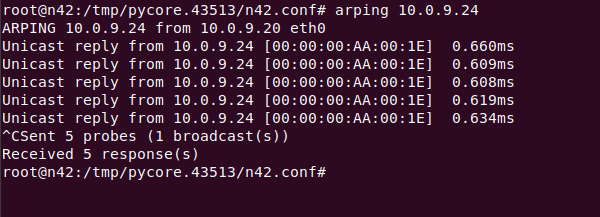 root@n42:/tmp/pycore.43513/n42.conf# arping 10.0.9.24
ARPING 10.0.9.24 from 10.0.9.20 eth0
Unicast reply from 10.0.9.24 [00:00:00:AA:00:1E]  0.660ms
Unicast reply from 10.0.9.24 [00:00:00:AA:00:1E]  0.609ms
Unicast reply from 10.0.9.24 [00:00:00:AA:00:1E]  0.608ms
Unicast reply from 10.0.9.24 [00:00:00:AA:00:1E]  0.619ms
Unicast reply from 10.0.9.24 [00:00:00:AA:00:1E]  0.634ms
^CSent 5 probes (1 broadcast(s))
Received 5 response(s)
root@n42:/tmp/pycore.43513/n42.conf#